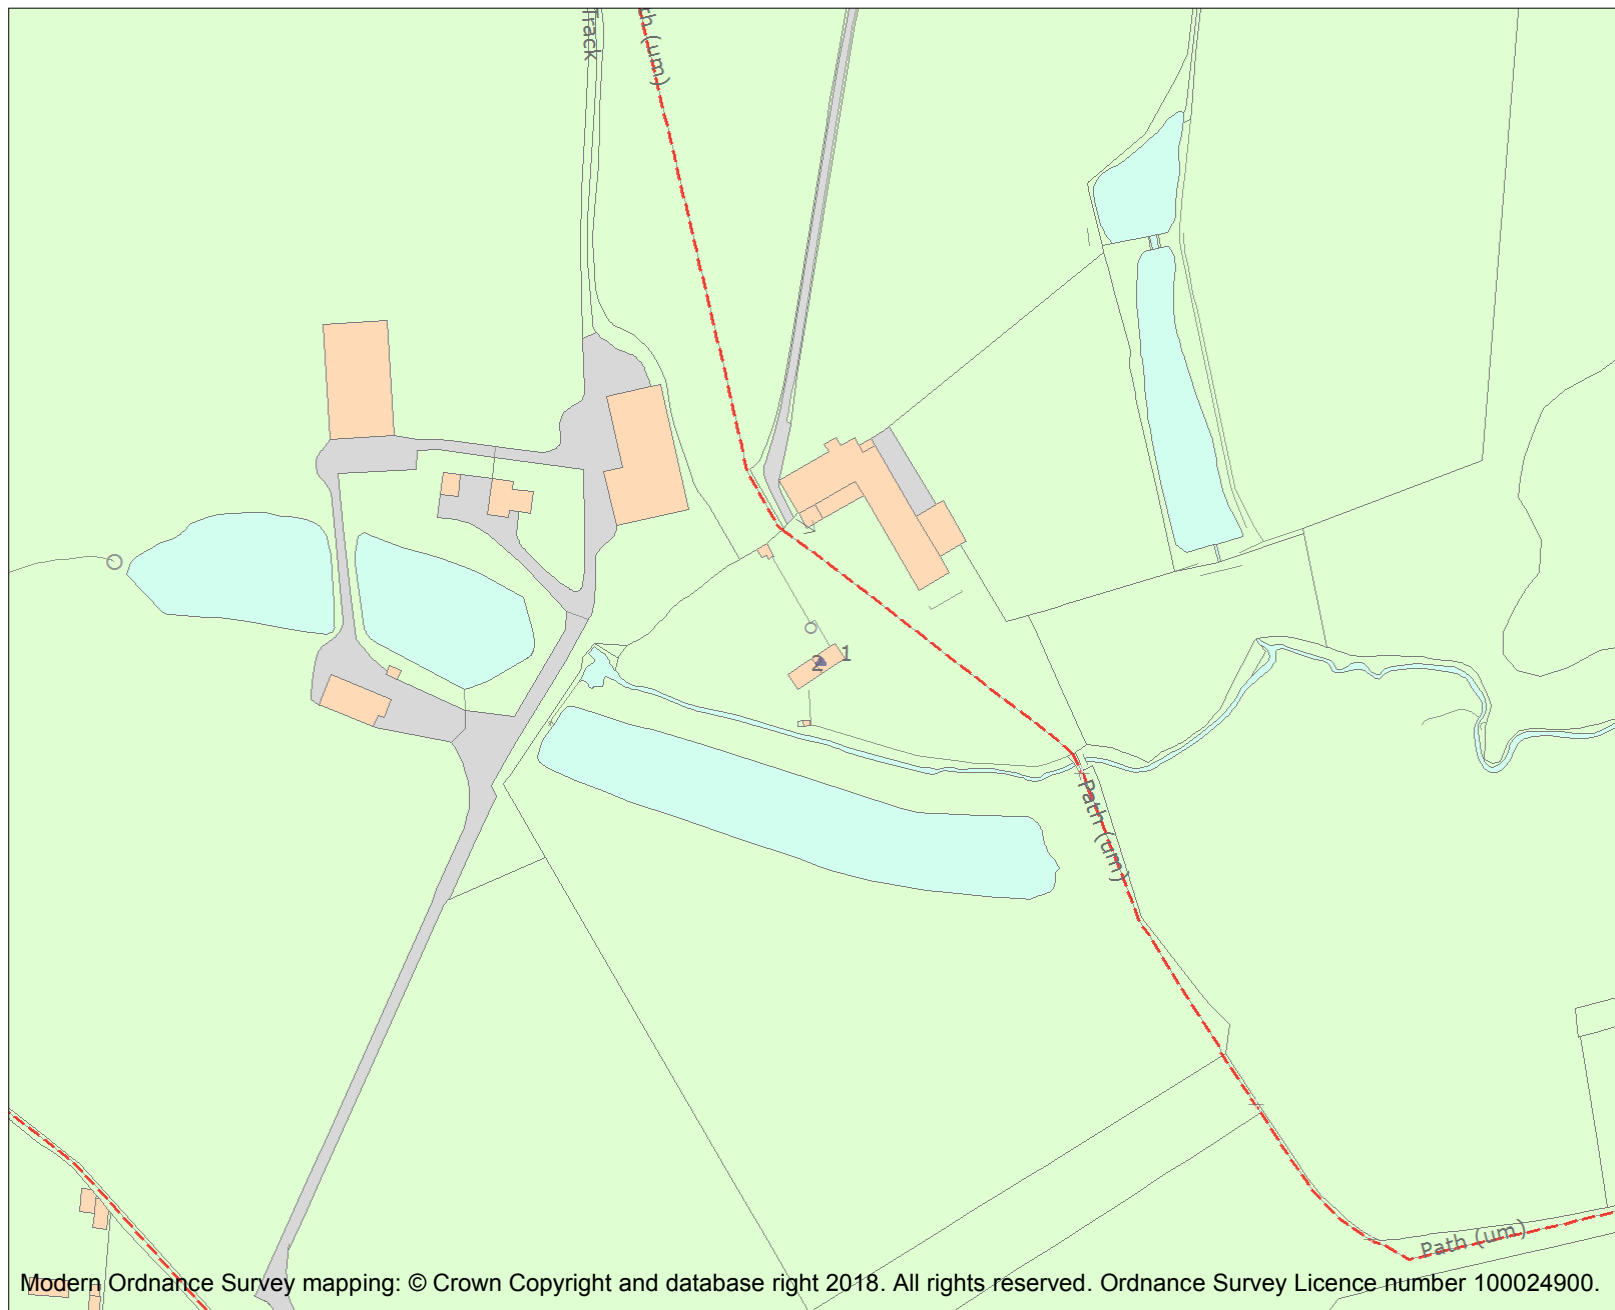 Track
th (um)
1
2
Path (um)
Path (um)
Modern Ordnance Survey mapping: © Crown Copyright and database right 2018. All rights reserved. Ordnance Survey Licence number 100024900.